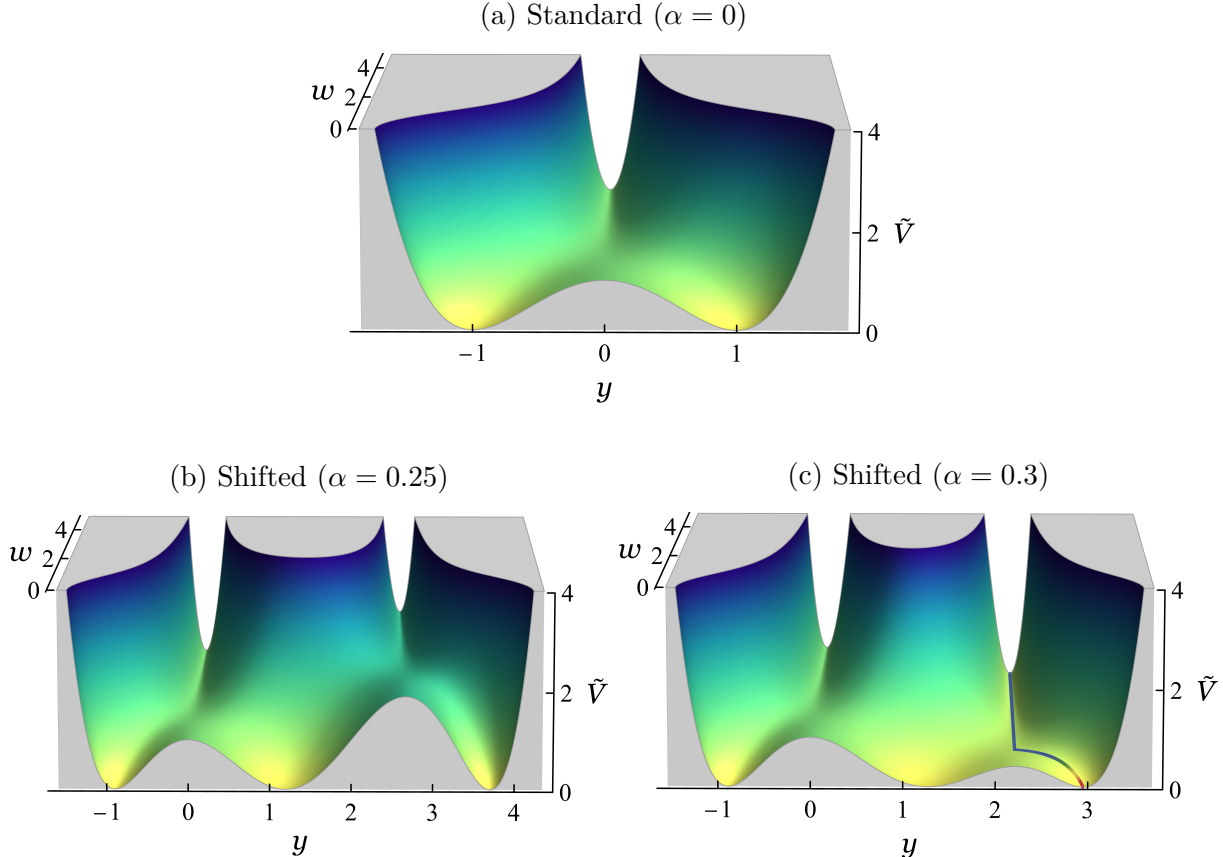 (a) Standard (α = 0)
w
4
2
0
4
2
0
Ṽ
−1 0 1
y
(b) Shifted (α = 0.25)
w
4
2
0
4
2
0
Ṽ
−1 0 1 2 3 4
y
(c) Shifted (α = 0.3)
w
4
2
0
4
2
0
Ṽ
−1 0 1 2 3
y